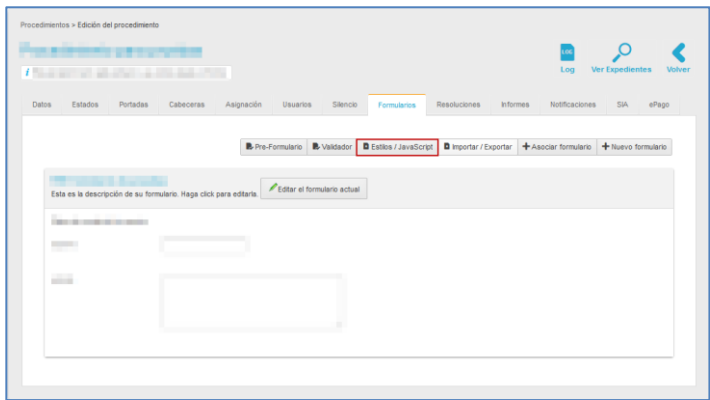 Procedimientos > Edición del procedimiento
LOG
Log Ver Expedientes Volver
Datos Estados Portadas Cabeceras Asignación Usuarios Silencio Formularios Resoluciones Informes Notificaciones SIA ePago
Pre-Formulario Validador Estilos / JavaScript Importar / Exportar Asociar formulario Nuevo formulario
Esta es la descripción de su formulario. Haga click para editarla. Editar el formulario actual